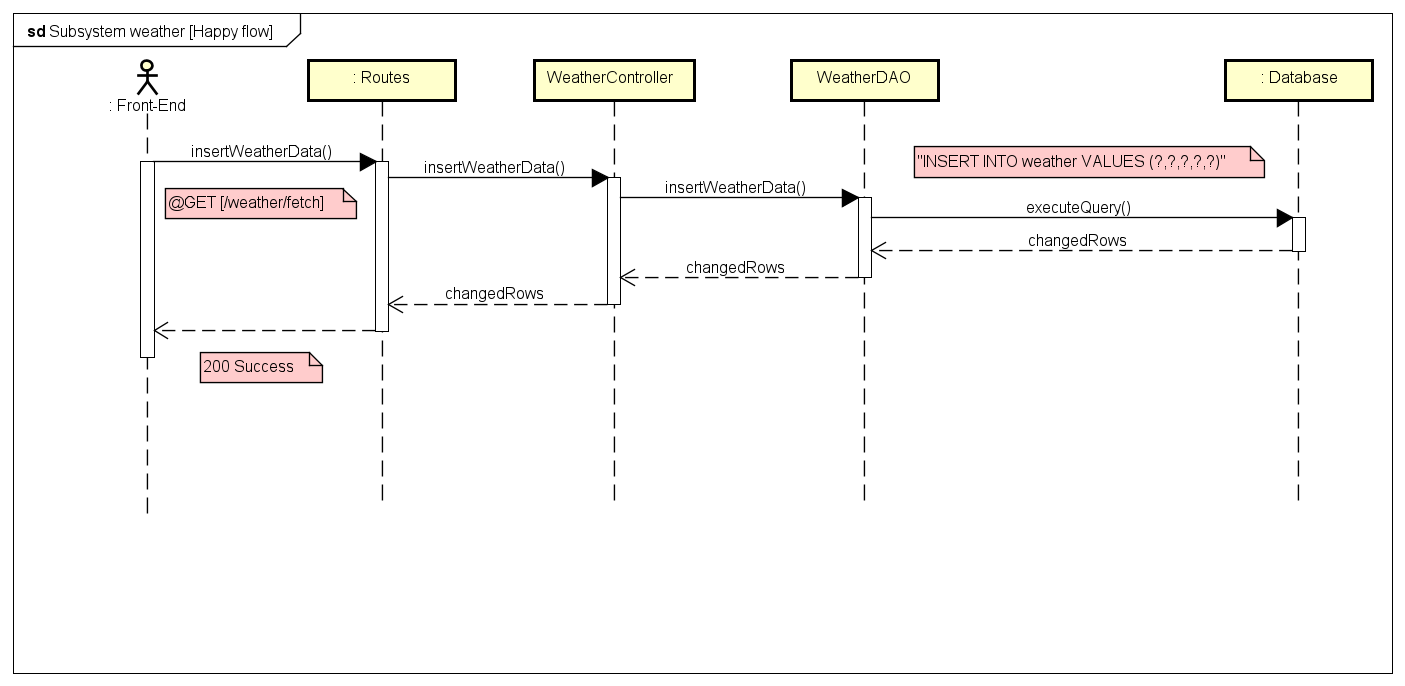 sd Subsystem weather [Happy flow]
: Front-End
: Routes
WeatherController
WeatherDAO
: Database
insertWeatherData()
insertWeatherData()
insertWeatherData()
"INSERT INTO weather VALUES (?,?,?,?,?)"
@GET [/weather/fetch]
executeQuery()
changedRows
changedRows
changedRows
200 Success